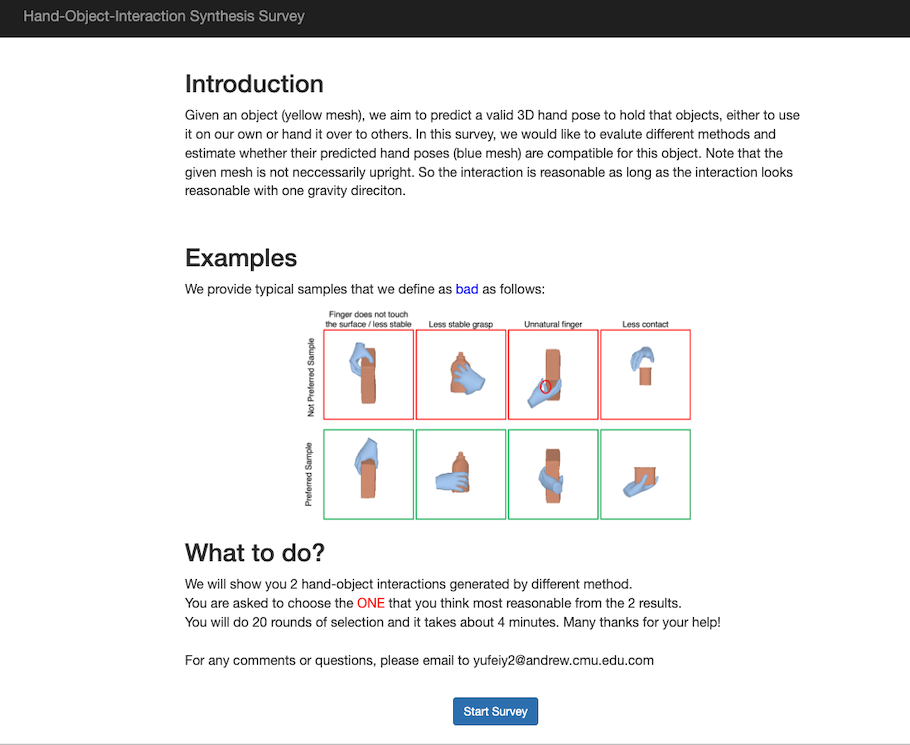 Hand-Object-Interaction Synthesis Survey
Introduction
Given an object (yellow mesh), we aim to predict a valid 3D hand pose to hold that objects, either to use
it on our own or hand it over to others. In this survey, we would like to evalute different methods and
estimate whether their predicted hand poses (blue mesh) are compatible for this object. Note that the
given mesh is not neccessarily upright. So the interaction is reasonable as long as the interaction looks
reasonable with one gravity direciton.
Examples
We provide typical samples that we define as bad as follows:
Finger does not touch
the surface / less stable
Less stable grasp
Unnatural finger
Less contact
Not Preferred Sample
Preferred Sample
What to do?
We will show you 2 hand-object interactions generated by different method.
You are asked to choose the ONE that you think most reasonable from the 2 results.
You will do 20 rounds of selection and it takes about 4 minutes. Many thanks for your help!
For any comments or questions, please email to yufeiy2@andrew.cmu.edu.com
Start Survey